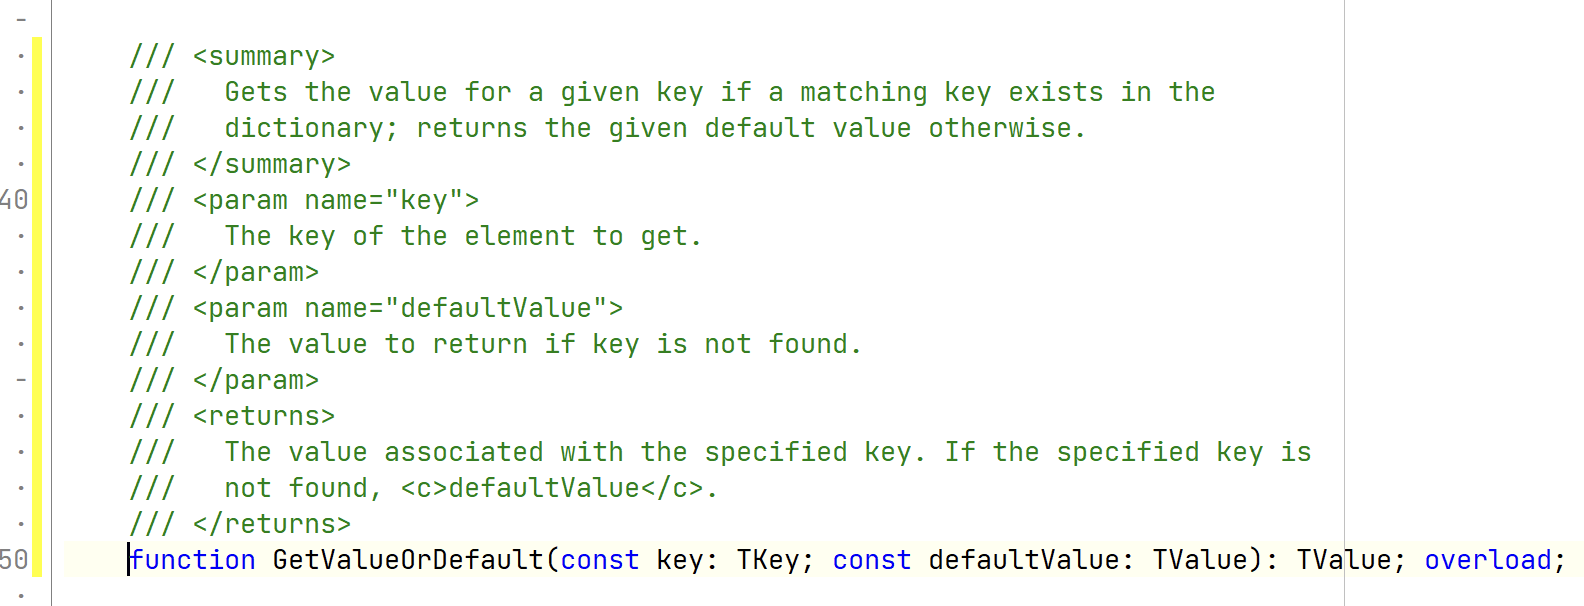 /// <summary>
///   Gets the value for a given key if a matching key exists in the
///   dictionary; returns the given default value otherwise.
/// </summary>
40 /// <param name="key">
///   The key of the element to get.
/// </param>
/// <param name="defaultValue">
///   The value to return if key is not found.
/// </param>
/// <returns>
///   The value associated with the specified key. If the specified key is
///   not found, <c>defaultValue</c>.
/// </returns>
50 function GetValueOrDefault(const key: TKey; const defaultValue: TValue): TValue; overload;